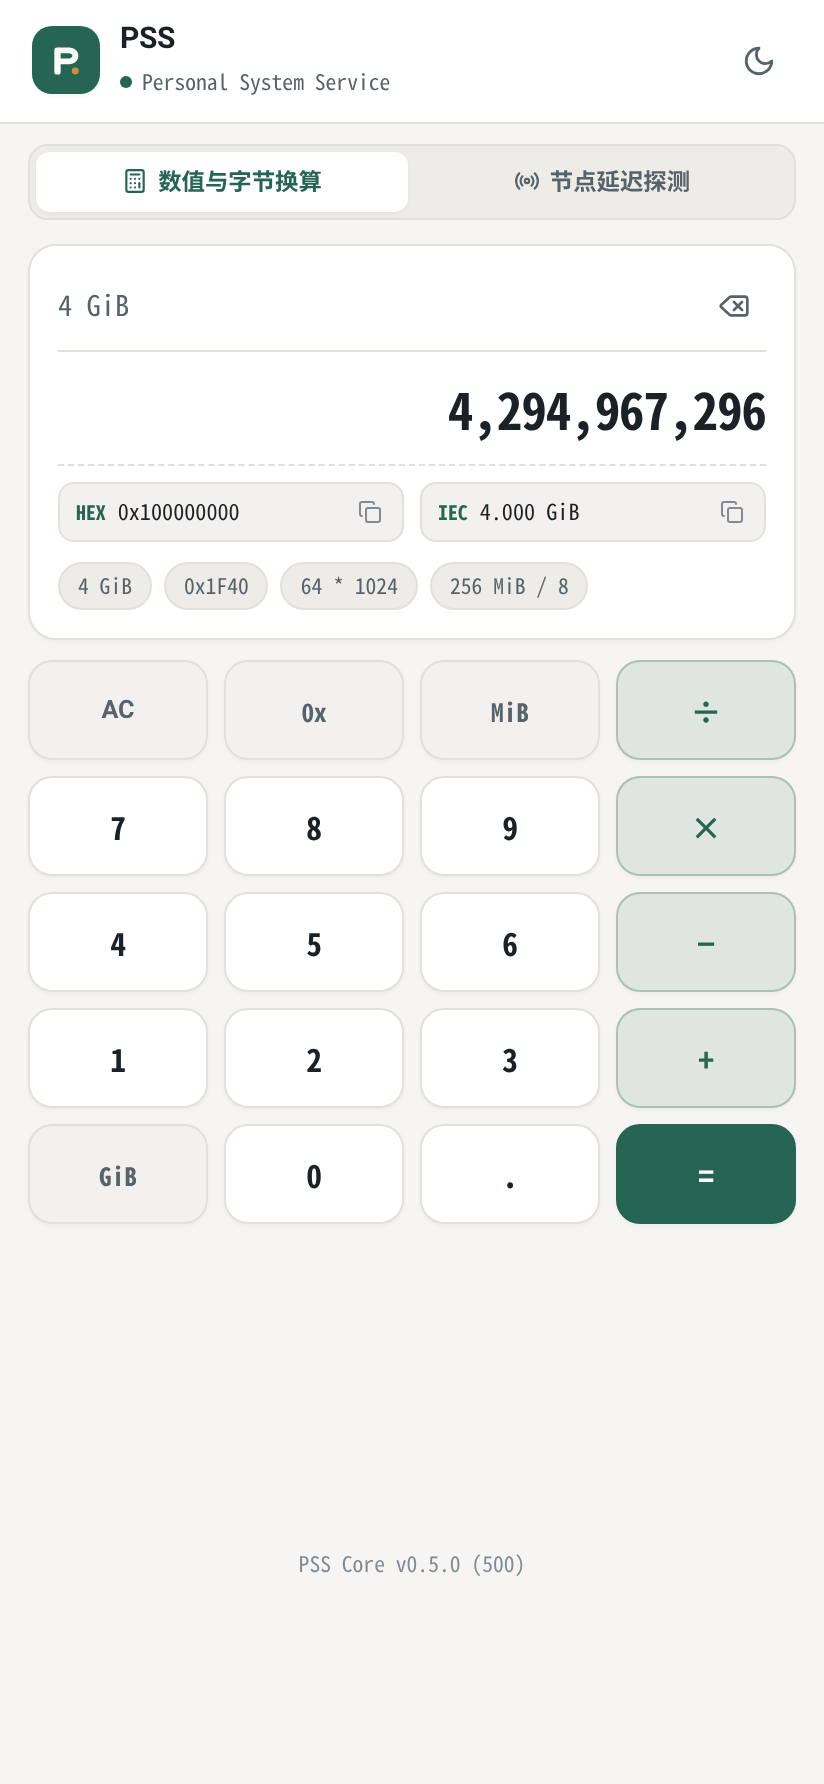 P.
PSS
Personal System Service
数值与字节换算
节点延迟探测
4 GiB
4,294,967,296
HEX 0x100000000
IEC 4.000 GiB
4 GiB
0x1F40
64 * 1024
256 MiB / 8
AC
0x
MiB
÷
7
8
9
×
4
5
6
−
1
2
3
+
GiB
0
.
=
PSS Core v0.5.0 (500)